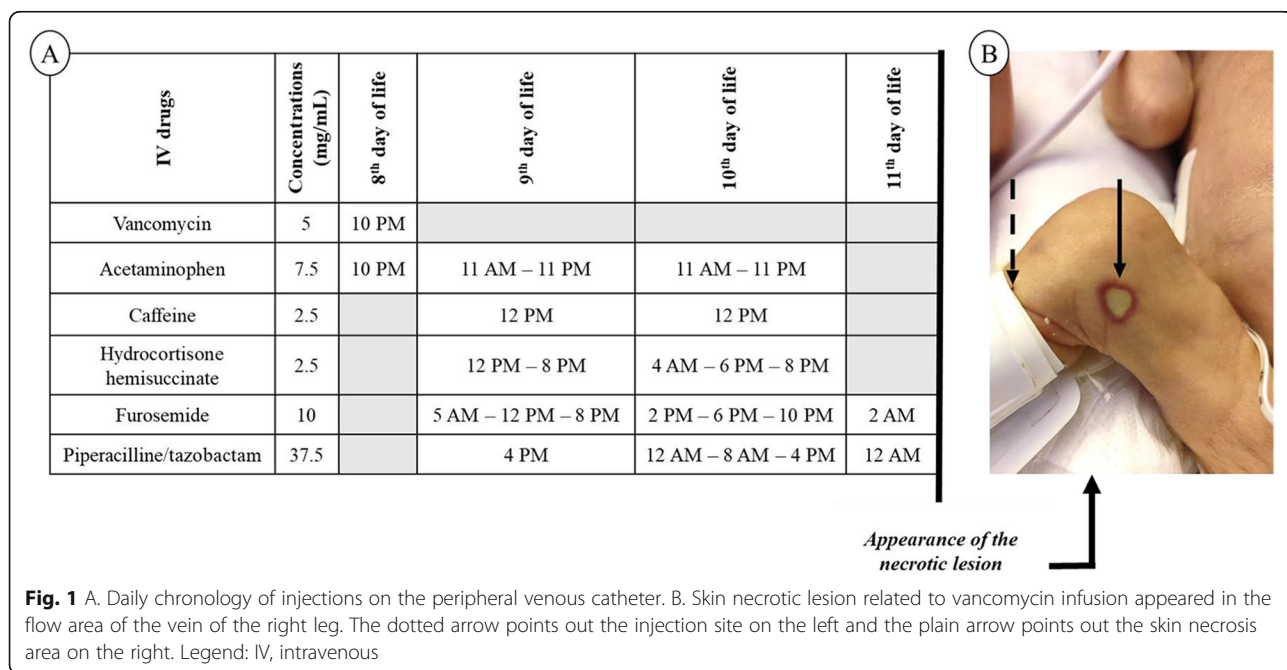 A
B
IV drugs
Concentrations
(mg/mL)
8th day of life
9th day of life
10th day of life
11th day of life
Vancomycin 5 10 PM
Acetaminophen 7.5 10 PM 11 AM – 11 PM 11 AM – 11 PM
Caffeine 2.5 12 PM 12 PM
Hydrocortisone
hemisuccinate 2.5 12 PM – 8 PM 4 AM – 6 PM – 8 PM
Furosemide 10 5 AM – 12 PM – 8 PM 2 PM – 6 PM – 10 PM 2 AM
Piperacilline/tazobactam 37.5 4 PM 12 AM – 8 AM – 4 PM 12 AM
Appearance of the
necrotic lesion
Fig. 1 A. Daily chronology of injections on the peripheral venous catheter. B. Skin necrotic lesion related to vancomycin infusion appeared in the
flow area of the vein of the right leg. The dotted arrow points out the injection site on the left and the plain arrow points out the skin necrosis
area on the right. Legend: IV, intravenous